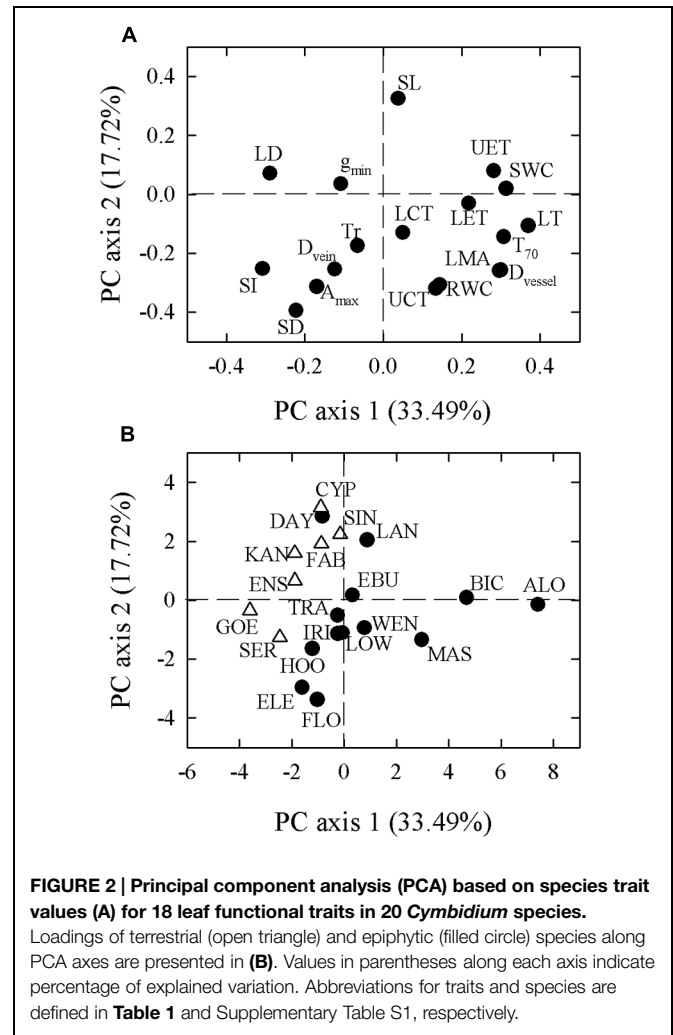 A
0.4
0.2
0.0
-0.2
-0.4
PC axis 2 (17.72%)
SL
UET
LD
SWC
gmin
LET
LT
LCT
Tr
T70
Dvein
LMA
Dvessel
SI
Amax
UCT
RWC
SD
-0.4
-0.2
0.0
0.2
0.4
PC axis 1 (33.49%)
B
4
2
0
-2
-4
PC axis 2 (17.72%)
CYP
DAY
SIN
LAN
KAN
FAB
ENS
EBU
BIC
ALO
TRA
GOE
WEN
IRI
LOW
SER
MAS
HOO
ELE
FLO
-6
-4
-2
0
2
4
6
8
PC axis 1 (33.49%)
FIGURE 2 | Principal component analysis (PCA) based on species trait
values (A) for 18 leaf functional traits in 20 Cymbidium species.
Loadings of terrestrial (open triangle) and epiphytic (filled circle) species along
PCA axes are presented in (B). Values in parentheses along each axis indicate
percentage of explained variation. Abbreviations for traits and species are
defined in Table 1 and Supplementary Table S1, respectively.